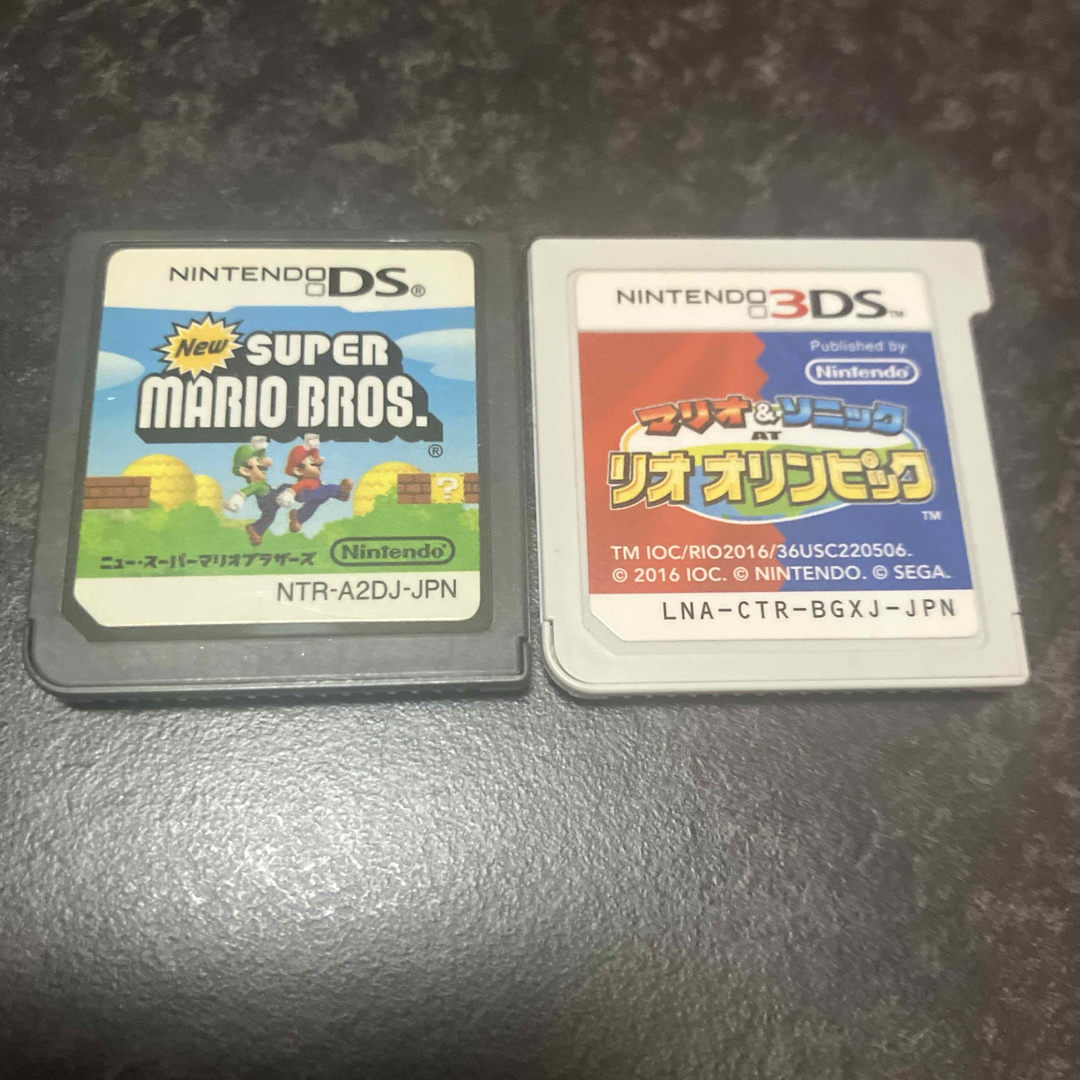 NINTENDO DS®
New SUPER
MARIO BROS.
®
?
ニュー・スーパーマリオブラザーズ
Nintendo®
NTR-A2DJ-JPN
NINTENDO 3DS™
Published by
Nintendo®
マリオ&ソニック
AT
リオ オリンピック
TM
TM IOC/RIO2016/36USC220506.
© 2016 IOC. © NINTENDO. © SEGA.
LNA-CTR-BGXJ-JPN